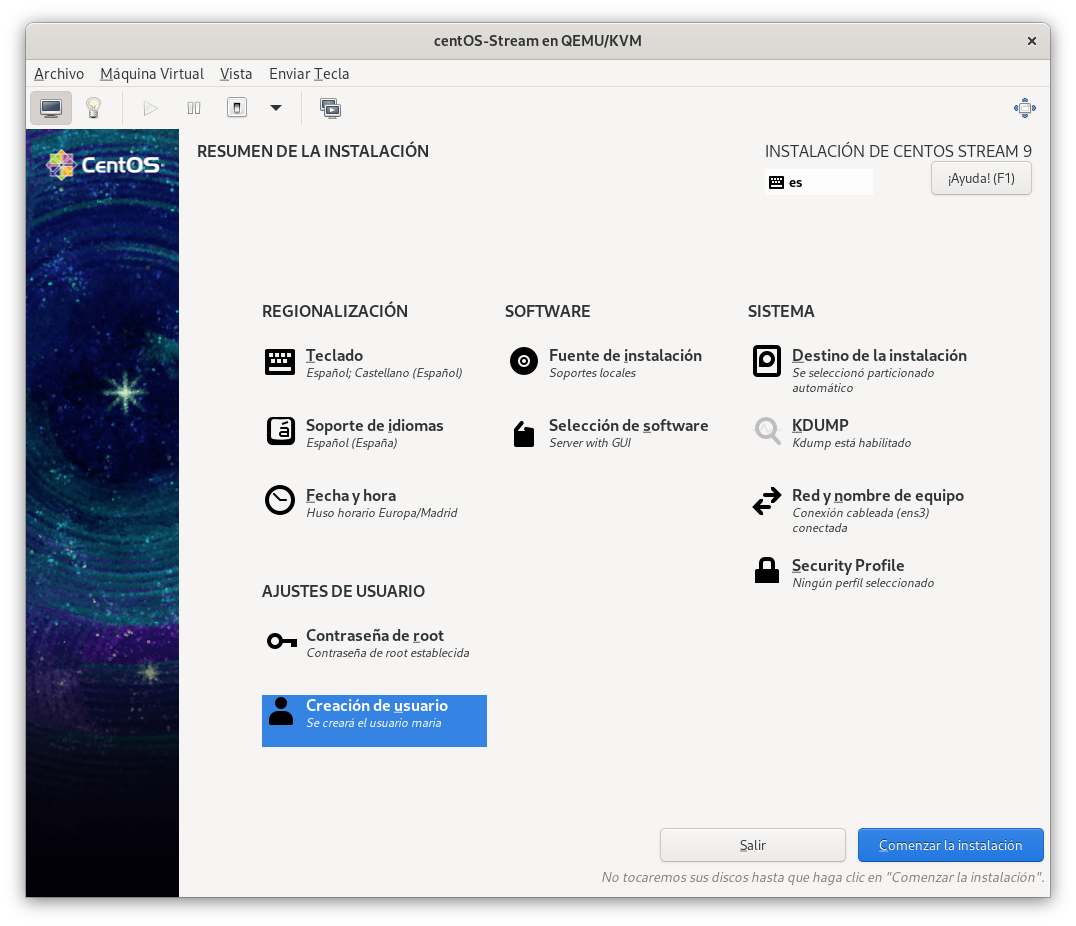 centOS-Stream en QEMU/KVM
Archivo Máquina Virtual Vista Enviar Tecla
CentOS
RESUMEN DE LA INSTALACIÓN
INSTALACIÓN DE CENTOS STREAM 9
es
¡Ayuda! (F1)
REGIONALIZACIÓN
Teclado
Español; Castellano (Español)
Soporte de idiomas
Español (España)
Fecha y hora
Huso horario Europa/Madrid
SOFTWARE
Fuente de instalación
Soportes locales
Selección de software
Server with GUI
SISTEMA
Destino de la instalación
Se seleccionó particionado
automático
KDUMP
Kdump está habilitado
Red y nombre de equipo
Conexión cableada (ens3)
conectada
Security Profile
Ningún perfil seleccionado
AJUSTES DE USUARIO
Contraseña de root
Contraseña de root establecida
Creación de usuario
Se creará el usuario maria
Salir
Comenzar la instalación
No tocaremos sus discos hasta que haga clic en "Comenzar la instalación".